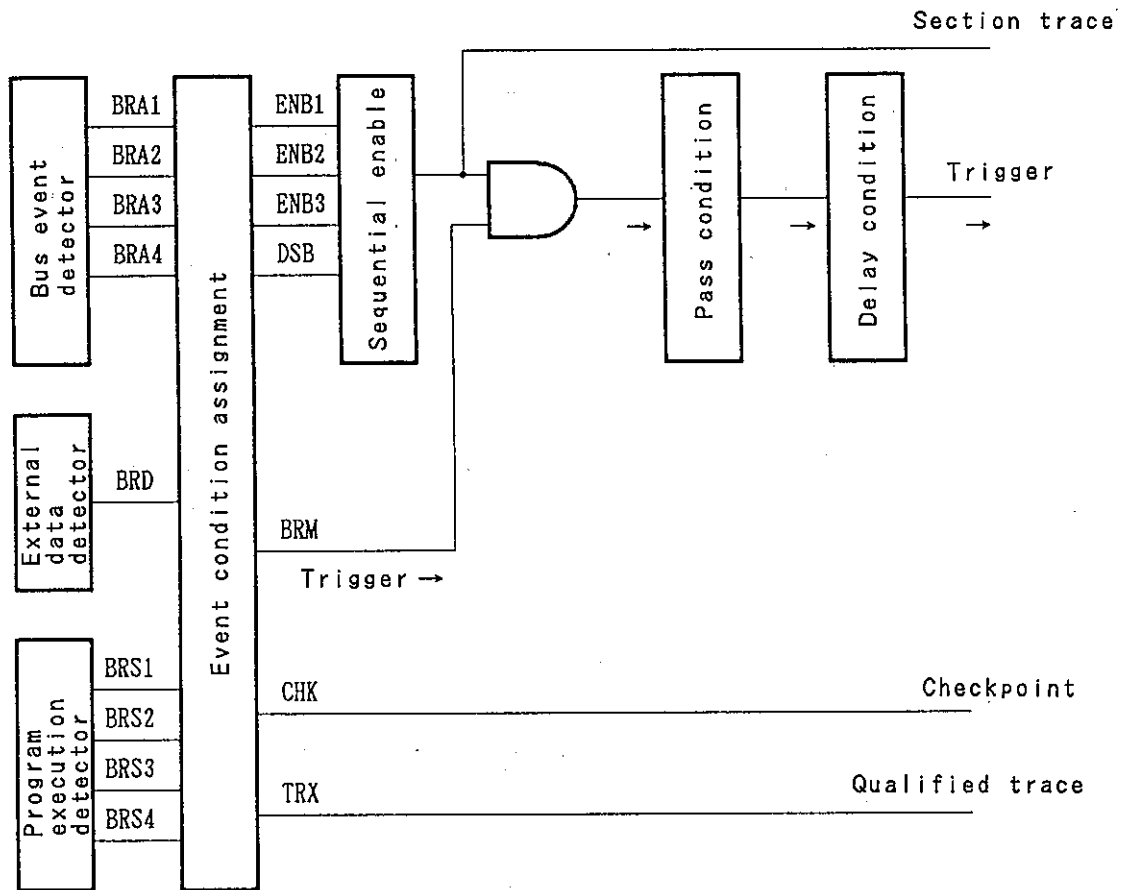 Section trace
Bus event
detector
BRA1
BRA2
BRA3
BRA4
Event condition assignment
ENB1
ENB2
ENB3
DSB
Sequential enable
Pass condition
Delay condition
Trigger
→
→
→
External
data
detector
BRD
BRM
Trigger →
Program
execution
detector
BRS1
BRS2
BRS3
BRS4
CHK
Checkpoint
TRX
Qualified trace